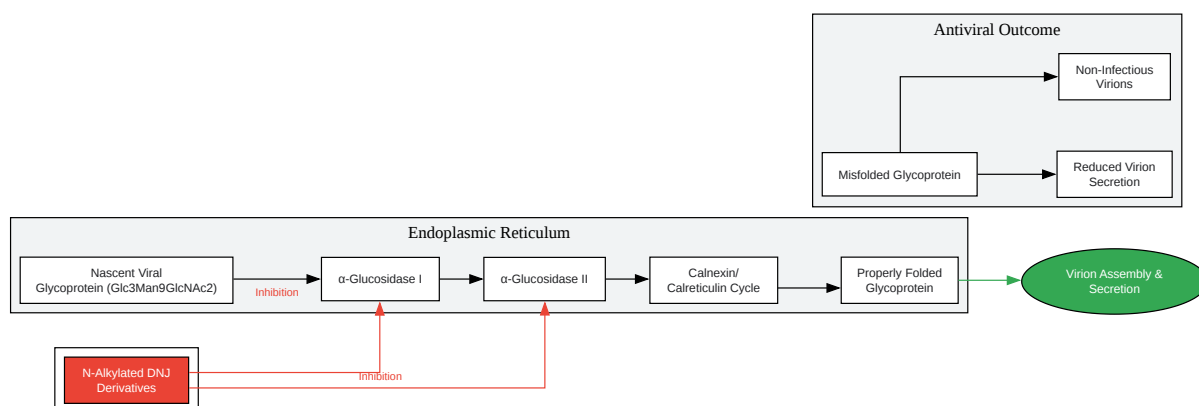 Antiviral Outcome
Non-Infectious
Virions
Misfolded Glycoprotein
Reduced Virion
Secretion
Endoplasmic Reticulum
Nascent Viral
Glycoprotein (Glc3Man9GlcNAc2)
Inhibition
α-Glucosidase I
α-Glucosidase II
Calnexin/
Calreticulin Cycle
Properly Folded
Glycoprotein
Virion Assembly &
Secretion
N-Alkylated DNJ
Derivatives
Inhibition